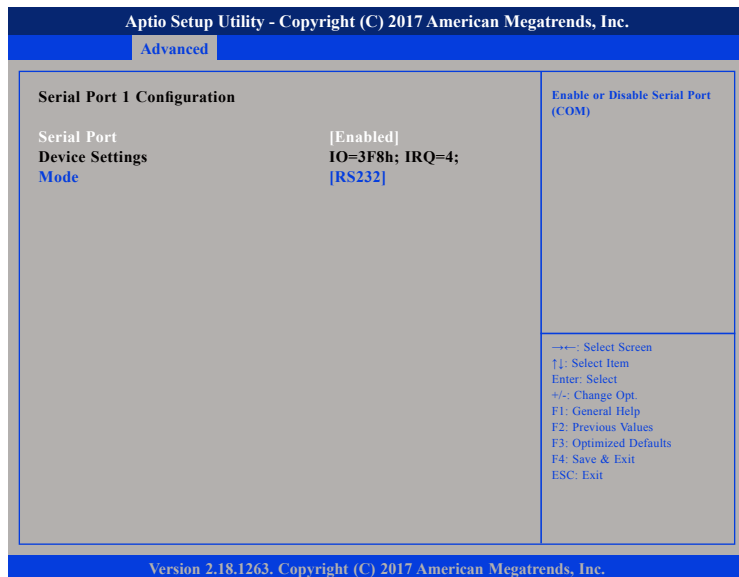 Aptio Setup Utility - Copyright (C) 2017 American Megatrends, Inc.
Advanced
Serial Port 1 Configuration
Serial Port [Enabled]
Device Settings IO=3F8h; IRQ=4;
Mode [RS232]
Enable or Disable Serial Port
(COM)
→←: Select Screen
↑↓: Select Item
Enter: Select
+/-: Change Opt.
F1: General Help
F2: Previous Values
F3: Optimized Defaults
F4: Save & Exit
ESC: Exit
Version 2.18.1263. Copyright (C) 2017 American Megatrends, Inc.